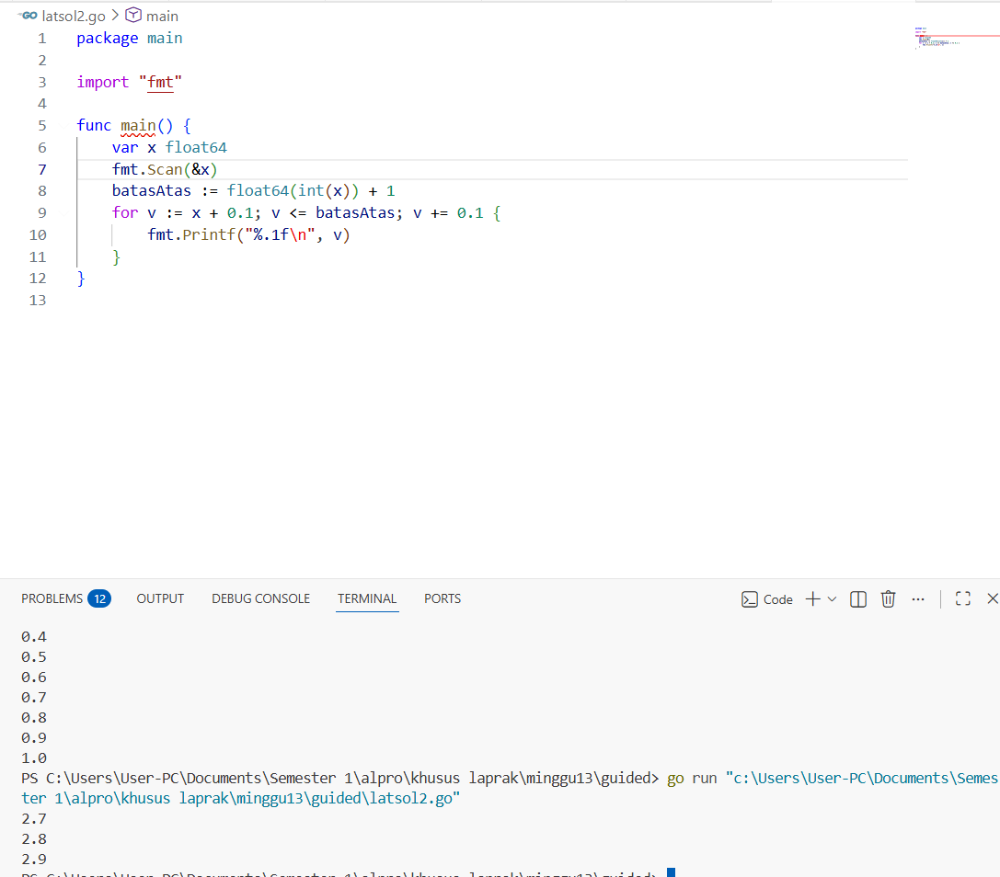 GO latsol2.go > main
1 package main
2
3 import "fmt"
4
5 func main() {
6 var x float64
7 fmt.Scan(&x)
8 batasAtas := float64(int(x)) + 1
9 for v := x + 0.1; v <= batasAtas; v += 0.1 {
10 fmt.Printf("%.1f\n", v)
11 }
12 }
13
PROBLEMS 12 OUTPUT DEBUG CONSOLE TERMINAL PORTS Code
0.4
0.5
0.6
0.7
0.8
0.9
1.0
PS C:\Users\User-PC\Documents\Semester 1\alpro\khusus laprak\minggu13\guided> go run "c:\Users\User-PC\Documents\Semes
ter 1\alpro\khusus laprak\minggu13\guided\latsol2.go"
2.7
2.8
2.9
PS C:\Users\User-PC\Documents\Semester 1\alpro\khusus laprak\minggu13\guided>